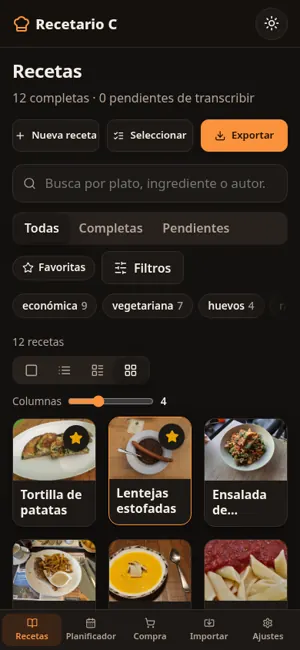 Recetario C
Recetas
12 completas · 0 pendientes de transcribir
Nueva receta
Seleccionar
Exportar
Busca por plato, ingrediente o autor.
Todas
Completas
Pendientes
Favoritas
Filtros
económica 9
vegetariana 7
huevos 4
12 recetas
Columnas
4
Tortilla de
patatas
Lentejas
estofadas
Ensalada
de...
Recetas
Planificador
Compra
Importar
Ajustes